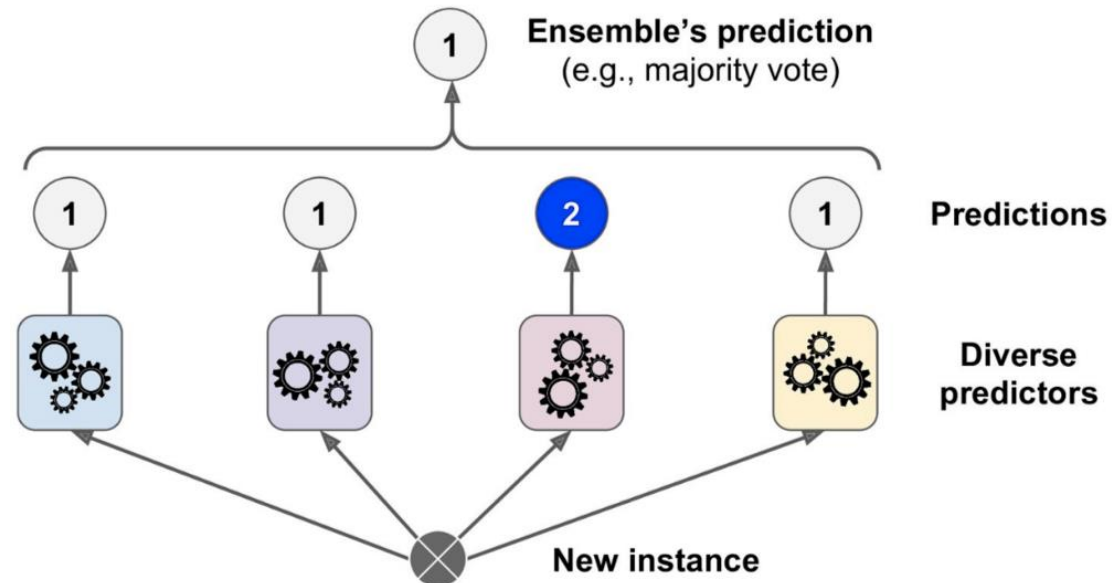 1
Ensemble's prediction
(e.g., majority vote)
1 1 2 1 Predictions
Diverse
predictors
New instance